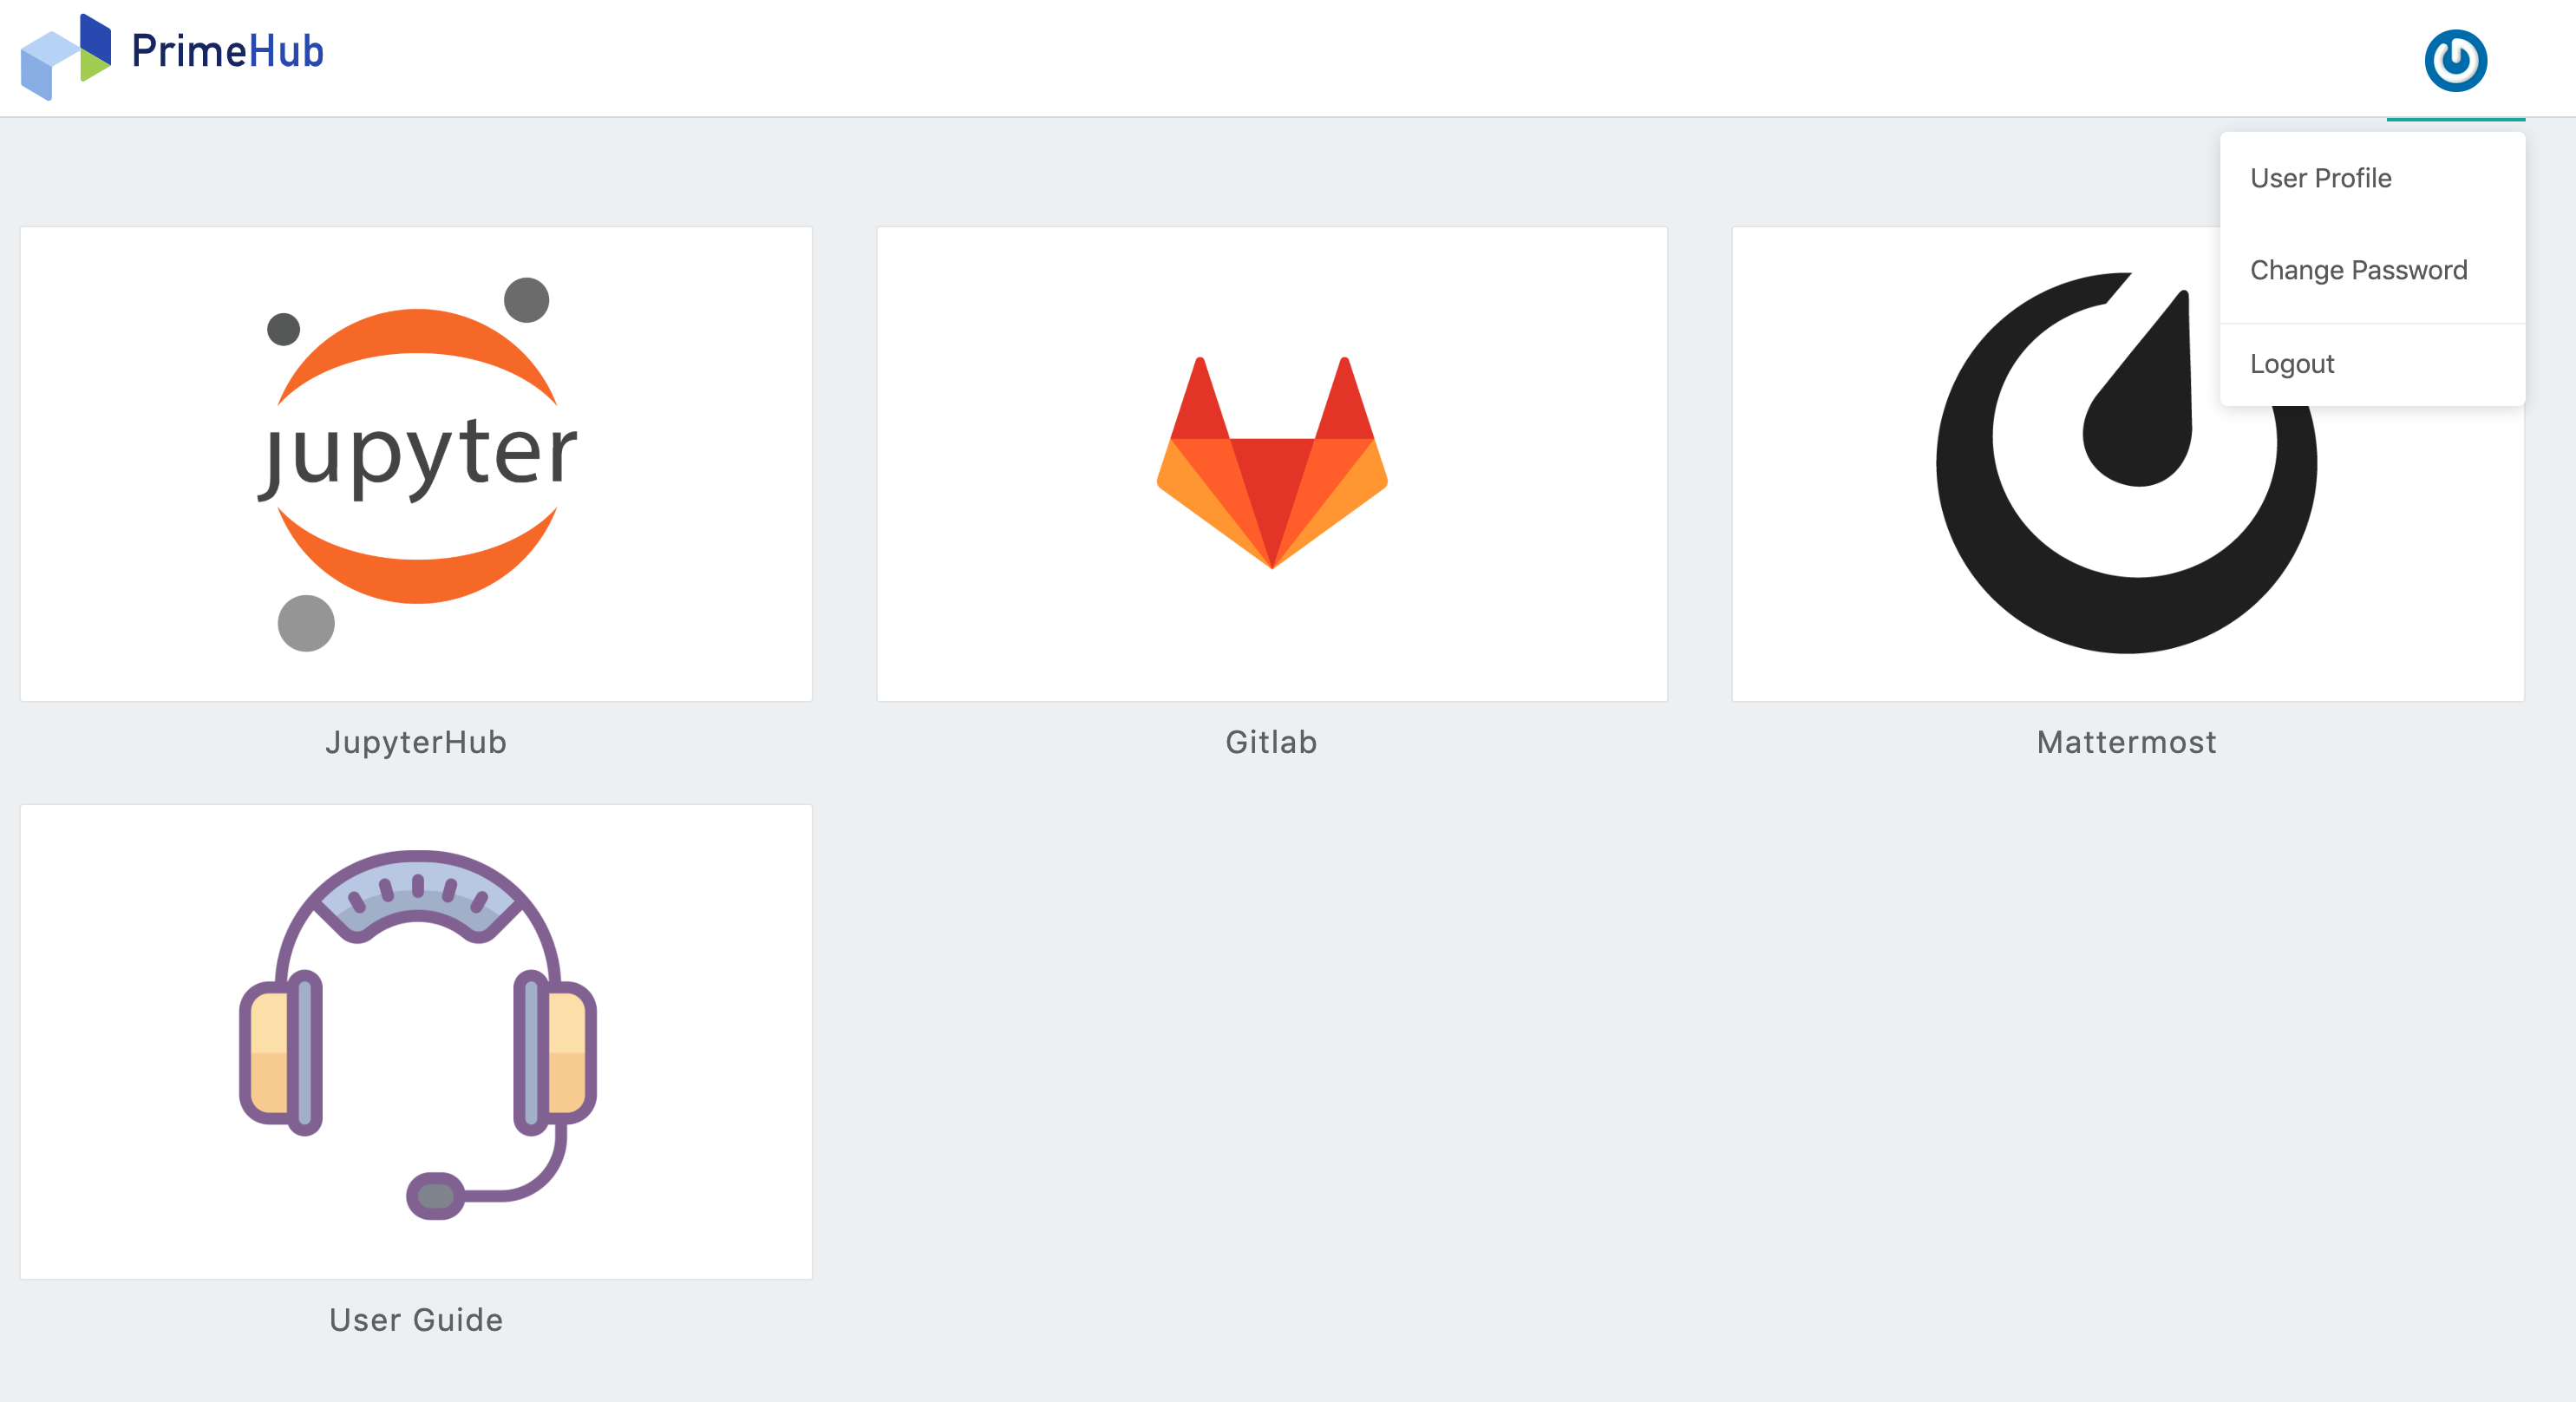 PrimeHub
User Profile
Change Password
Logout
jupyter
JupyterHub
Gitlab
Mattermost
User Guide